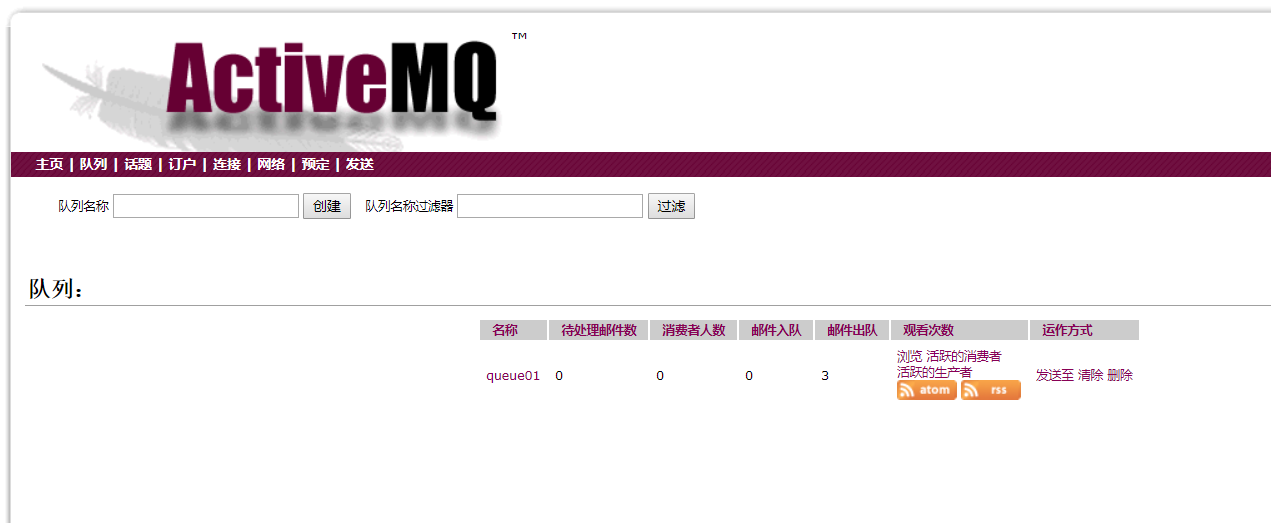 ActiveMQ ™
主页 | 队列 | 话题 | 订户 | 连接 | 网络 | 预定 | 发送
队列名称 创建 队列名称过滤器 过滤
队列：
名称 待处理邮件数 消费者人数 邮件入队 邮件出队 观看次数 运作方式
浏览 活跃的消费者
活跃的生产者
queue01 0 0 0 3 发送至 清除 删除
atom rss